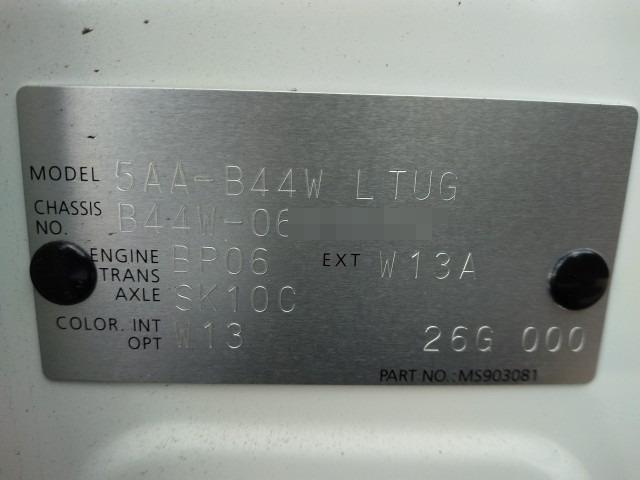 MODEL 5AA-B44W LTUG
CHASSIS NO. B44W-06
ENGINE BP06 EXT W13A
TRANS AXLE SK10C
COLOR. INT W13
OPT 26G 000
PART NO.: MS903081